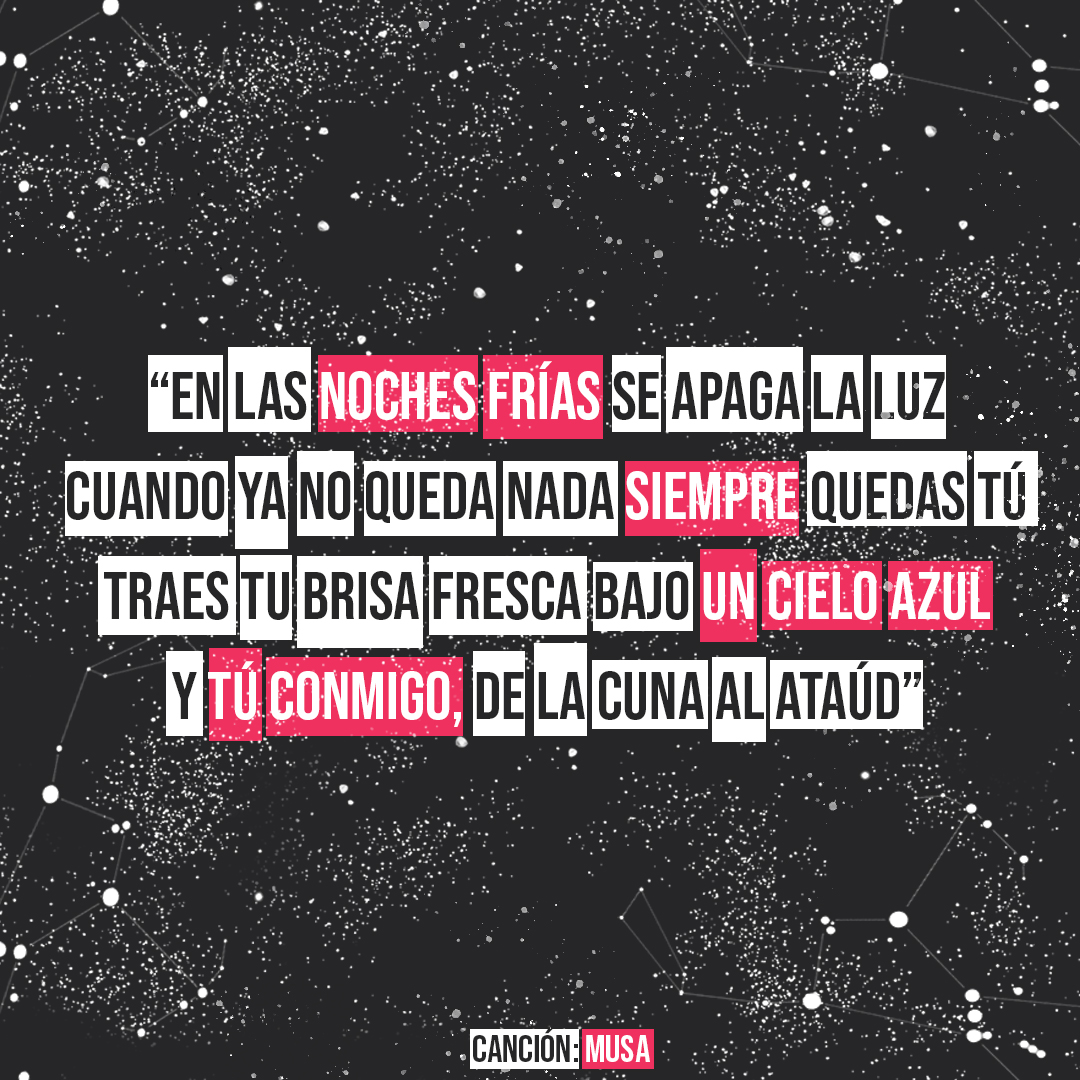 “EN LAS NOCHES FRÍAS SE APAGA LA LUZ
CUANDO YA NO QUEDA NADA SIEMPRE QUEDAS TÚ
TRAES TU BRISA FRESCA BAJO UN CIELO AZUL
Y TÚ CONMIGO, DE LA CUNA AL ATAÚD”
CANCIÓN: MUSA